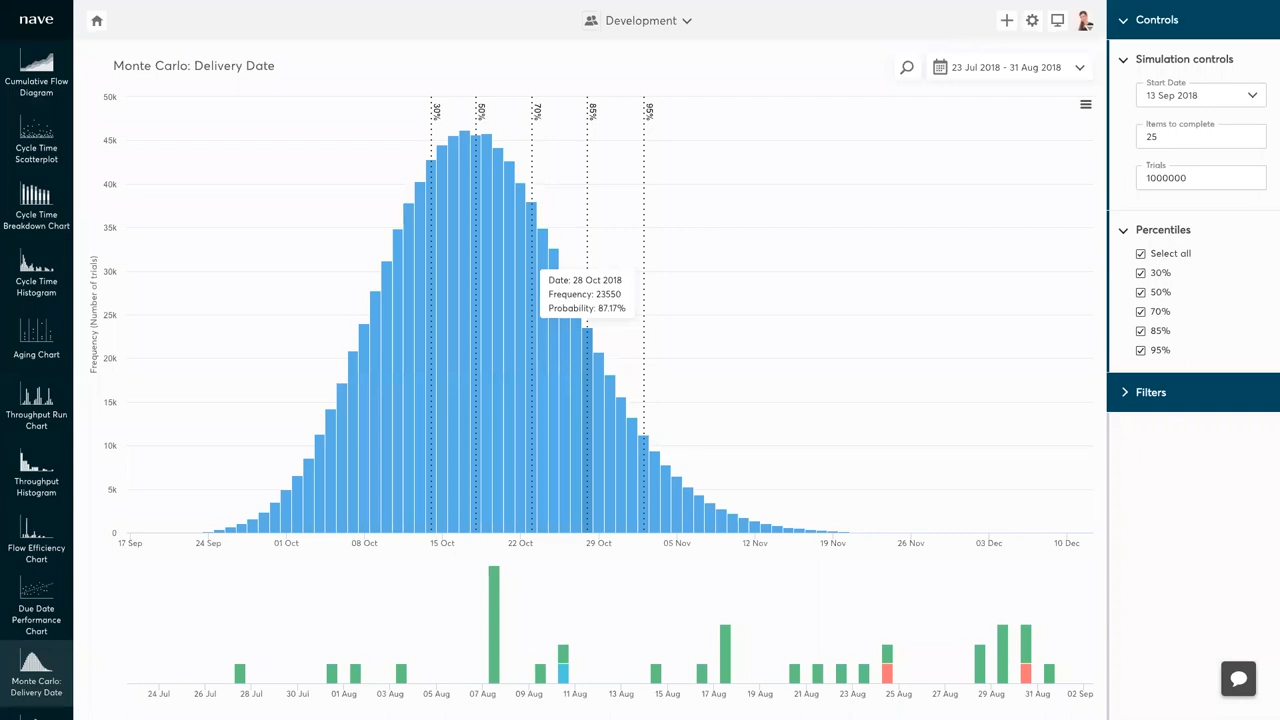 nave
Development
Controls
Cumulative Flow
Diagram
Cycle Time
Scatterplot
Cycle Time
Breakdown Chart
Cycle Time
Histogram
Aging Chart
Throughput Run
Chart
Throughput
Histogram
Flow Efficiency
Chart
Due Date
Performance
Chart
Monte Carlo:
Delivery Date
Monte Carlo: Delivery Date
23 Jul 2018 - 31 Aug 2018
50k
45k
40k
35k
30k
25k
20k
15k
10k
5k
0
Frequency (Number of trials)
30%
50%
70%
85%
95%
Date: 28 Oct 2018
Frequency: 23550
Probability: 87.17%
17 Sep 24 Sep 01 Oct 08 Oct 15 Oct 22 Oct 29 Oct 05 Nov 12 Nov 19 Nov 26 Nov 03 Dec 10 Dec
24 Jul 26 Jul 28 Jul 30 Jul 01 Aug 03 Aug 05 Aug 07 Aug 09 Aug 11 Aug 13 Aug 15 Aug 17 Aug 19 Aug 21 Aug 23 Aug 25 Aug 27 Aug 29 Aug 31 Aug 02 Sep
Simulation controls
Start Date
13 Sep 2018
Items to complete
25
Trials
1000000
Percentiles
Select all
30%
50%
70%
85%
95%
Filters